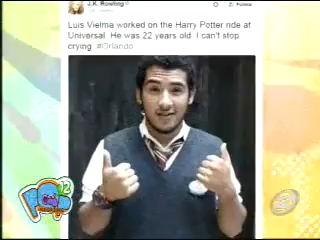 J.K. Rowling
Luis Vielma worked on the Harry Potter ride at
Universal. He was 22 years old. I can't stop
crying. #Orlando
12